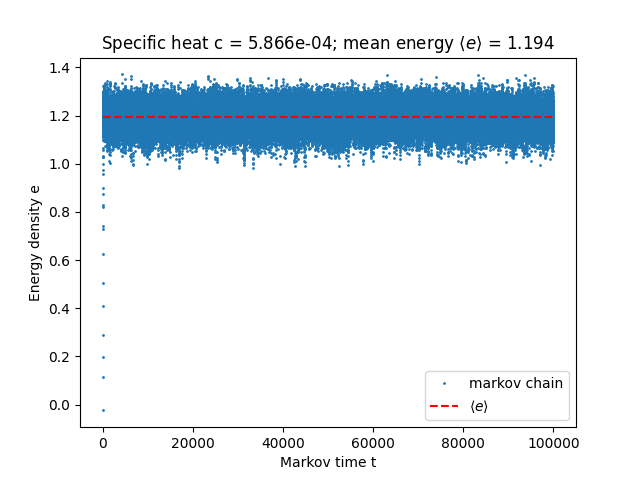 Specific heat c = 5.866e-04; mean energy ⟨e⟩ = 1.194
1.4
1.2
1.0
0.8
0.6
0.4
0.2
0.0
Energy density e
markov chain
⟨e⟩
0 20000 40000 60000 80000 100000
Markov time t